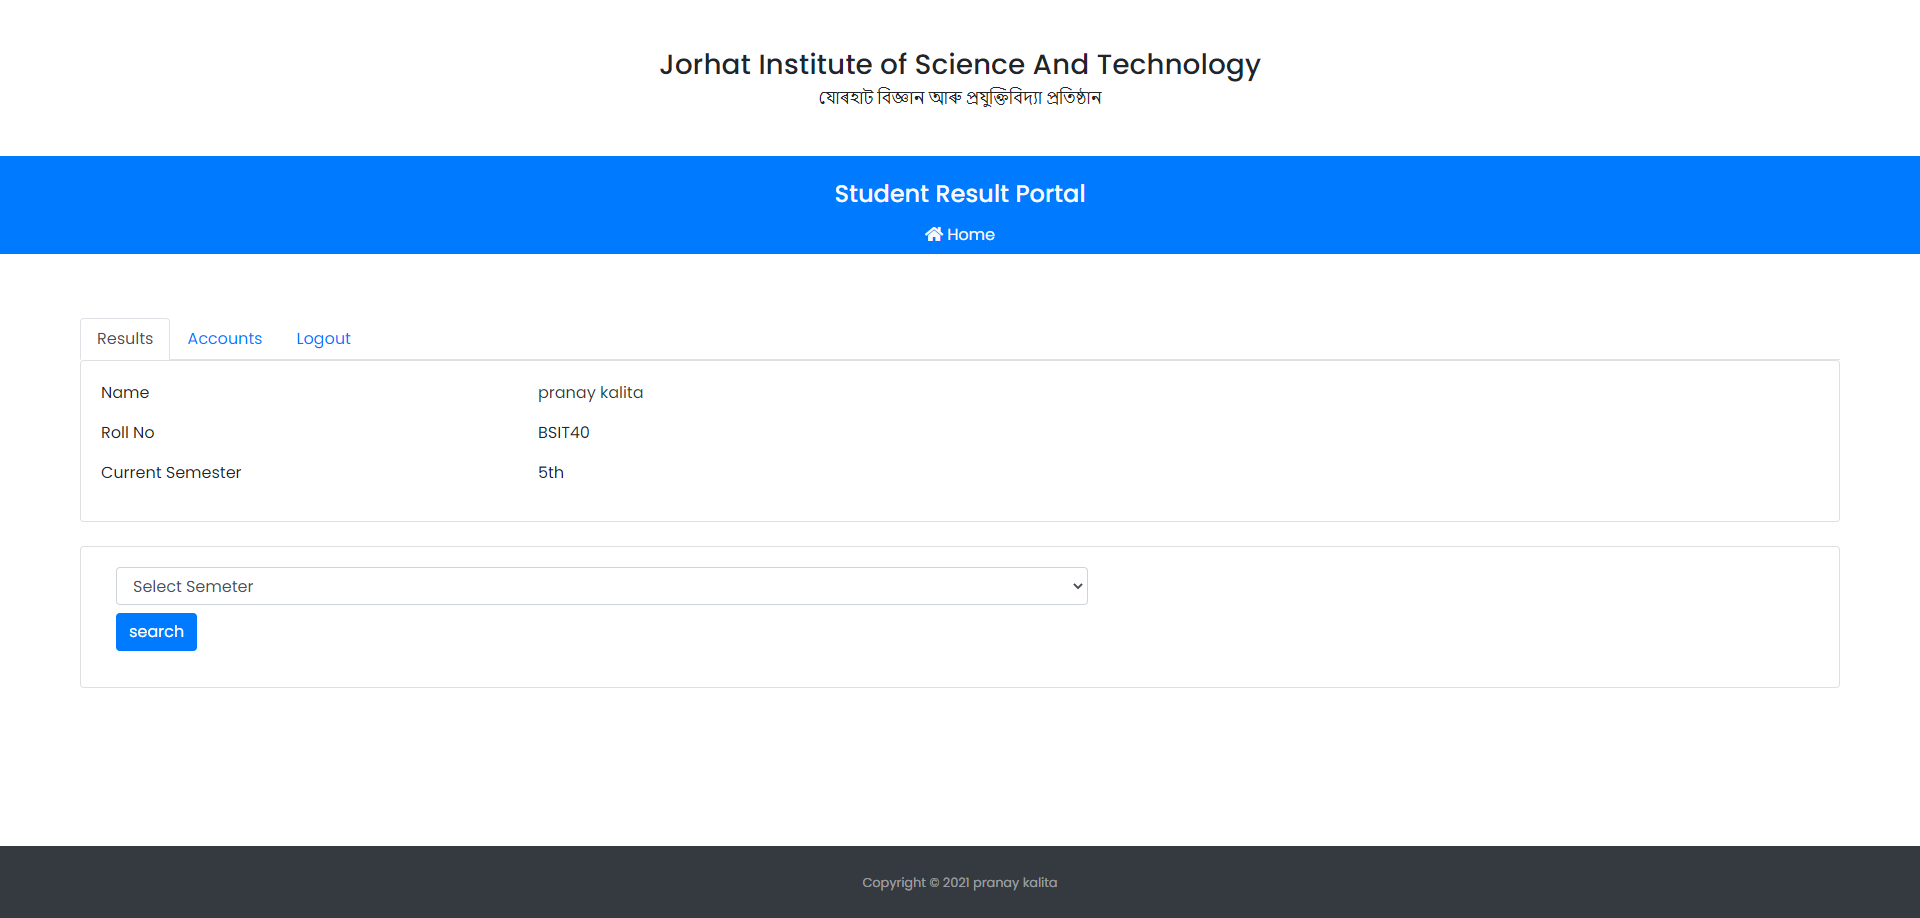 Jorhat Institute of Science And Technology
যোৰহাট বিজ্ঞান আৰু প্ৰযুক্তিবিদ্যা প্ৰতিষ্ঠান
Student Result Portal
Home
Results Accounts Logout
Name pranay kalita
Roll No BSIT40
Current Semester 5th
Select Semeter
search
Copyright © 2021 pranay kalita